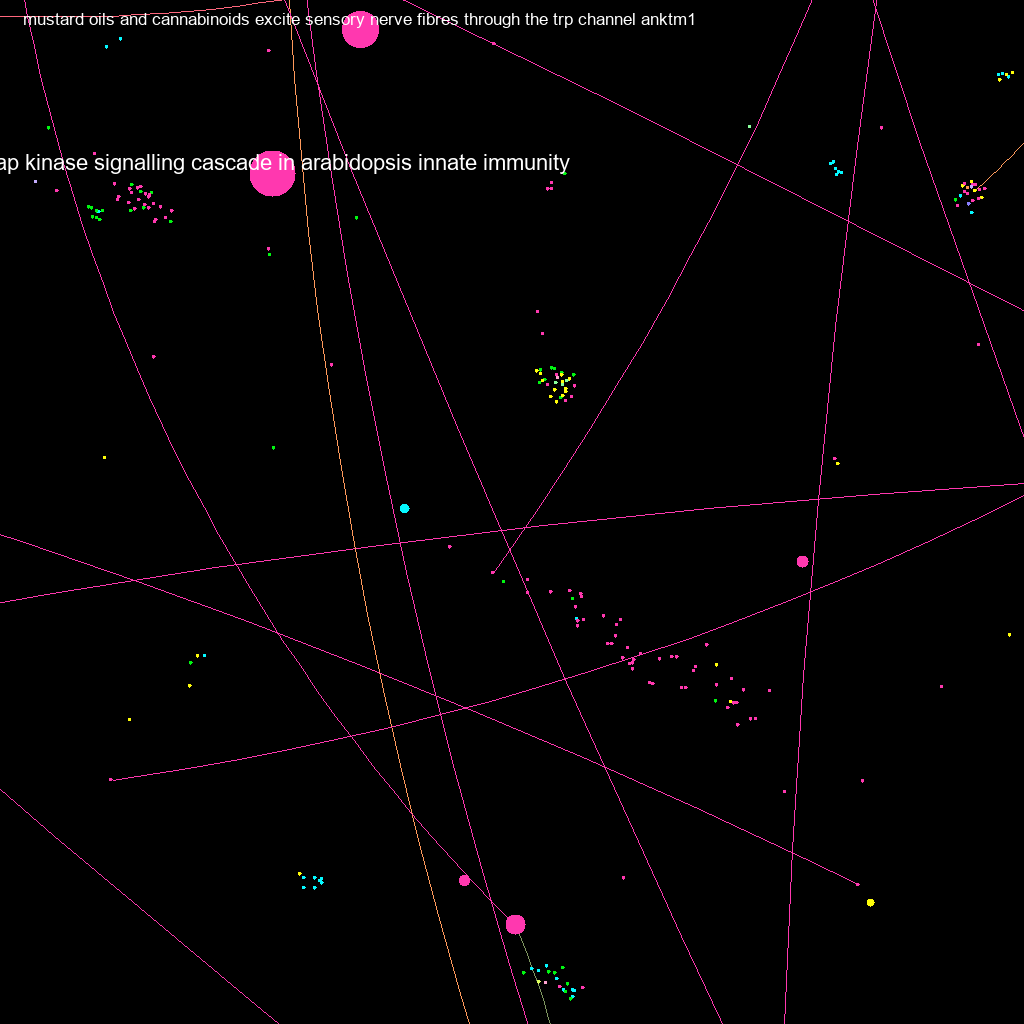 mustard oils and cannabinoids excite sensory nerve fibres through the trp channel anktm1
ap kinase signalling cascade in arabidopsis innate immunity